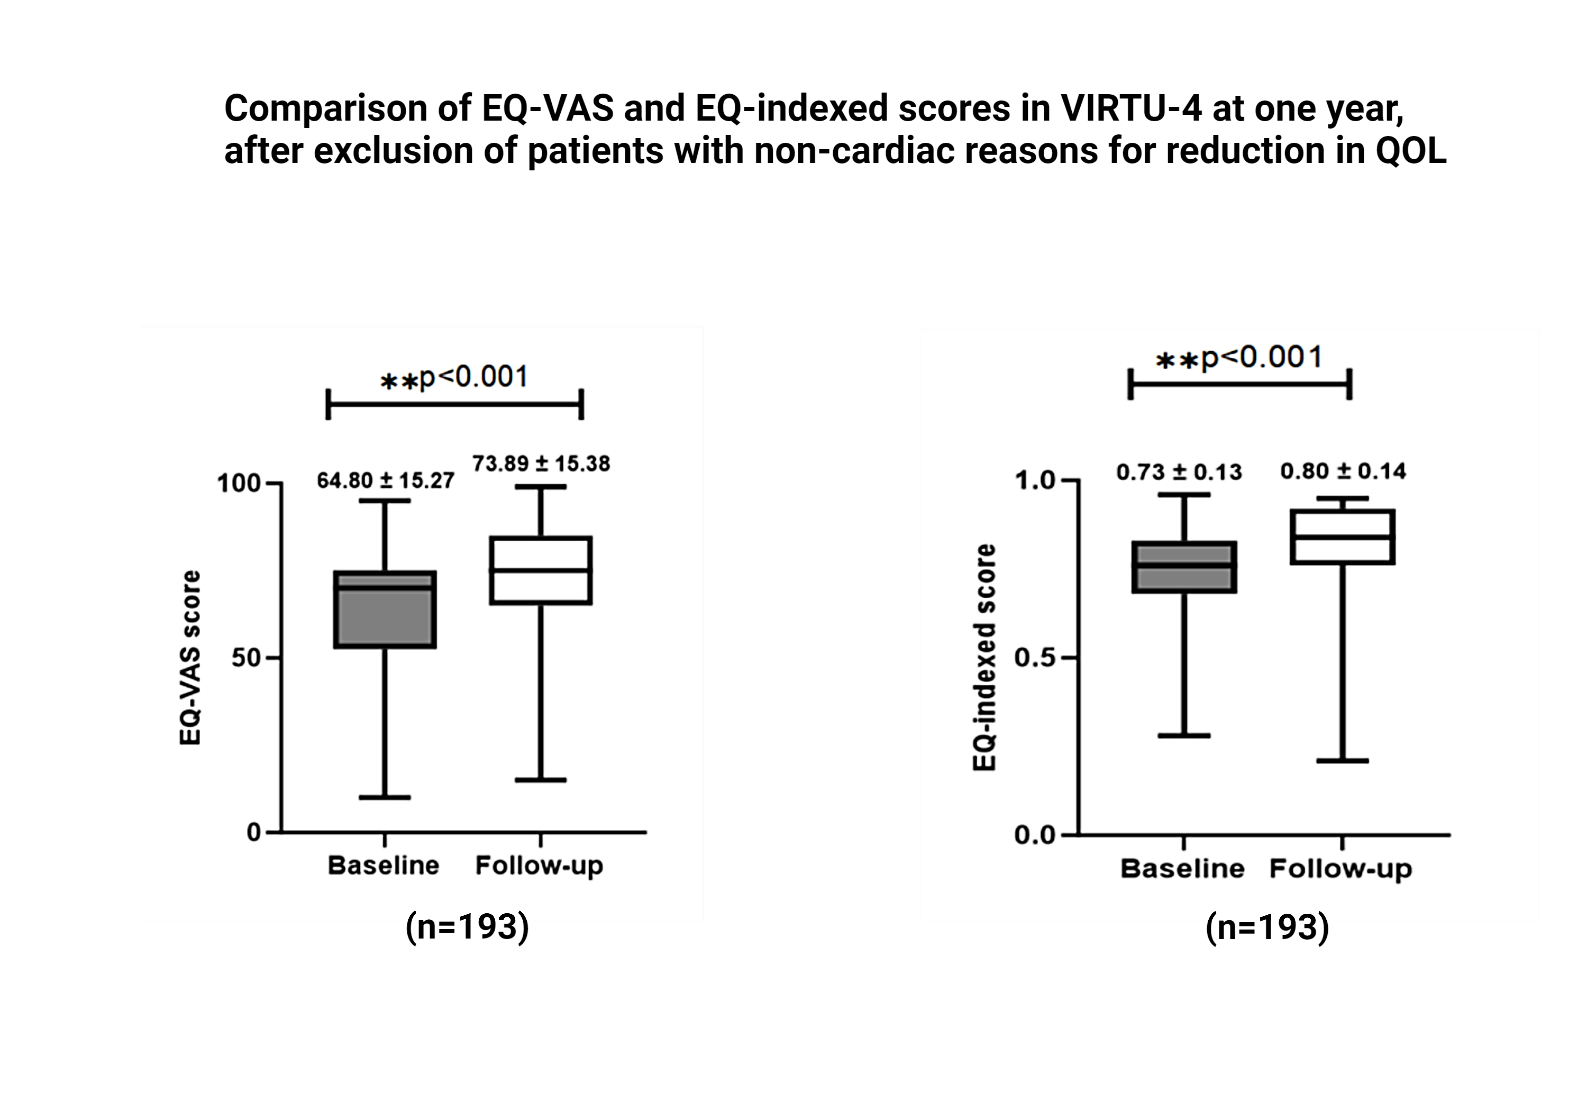 Comparison of EQ-VAS and EQ-indexed scores in VIRTU-4 at one year,
after exclusion of patients with non-cardiac reasons for reduction in QOL
**p<0.001
64.80 ± 15.27
73.89 ± 15.38
100
50
0
EQ-VAS score
Baseline
Follow-up
(n=193)
**p<0.001
0.73 ± 0.13
0.80 ± 0.14
1.0
0.5
0.0
EQ-indexed score
Baseline
Follow-up
(n=193)